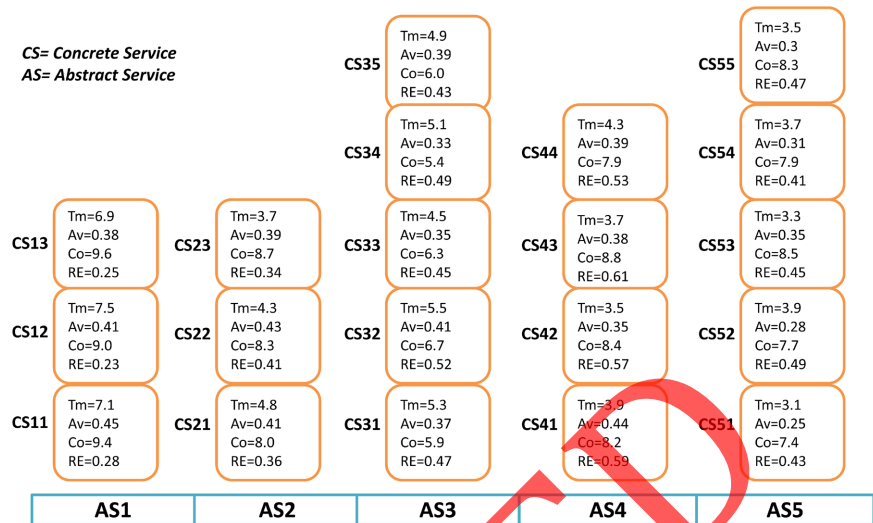 CS= Concrete Service
AS= Abstract Service
CS35
Tm=4.9
Av=0.39
Co=6.0
RE=0.43
CS55
Tm=3.5
Av=0.3
Co=8.3
RE=0.47
CS34
Tm=5.1
Av=0.33
Co=5.4
RE=0.49
CS44
Tm=4.3
Av=0.39
Co=7.9
RE=0.53
CS54
Tm=3.7
Av=0.31
Co=7.9
RE=0.41
CS13
Tm=6.9
Av=0.38
Co=9.6
RE=0.25
CS23
Tm=3.7
Av=0.39
Co=8.7
RE=0.34
CS33
Tm=4.5
Av=0.35
Co=6.3
RE=0.45
CS43
Tm=3.7
Av=0.38
Co=8.8
RE=0.61
CS53
Tm=3.3
Av=0.35
Co=8.5
RE=0.45
CS12
Tm=7.5
Av=0.41
Co=9.0
RE=0.23
CS22
Tm=4.3
Av=0.43
Co=8.3
RE=0.41
CS32
Tm=5.5
Av=0.41
Co=6.7
RE=0.52
CS42
Tm=3.5
Av=0.35
Co=8.4
RE=0.57
CS52
Tm=3.9
Av=0.28
Co=7.7
RE=0.49
CS11
Tm=7.1
Av=0.45
Co=9.4
RE=0.28
CS21
Tm=4.8
Av=0.41
Co=8.0
RE=0.36
CS31
Tm=5.3
Av=0.37
Co=5.9
RE=0.47
CS41
Tm=3.9
Av=0.44
Co=8.2
RE=0.59
CS51
Tm=3.1
Av=0.25
Co=7.4
RE=0.43
AS1
AS2
AS3
AS4
AS5